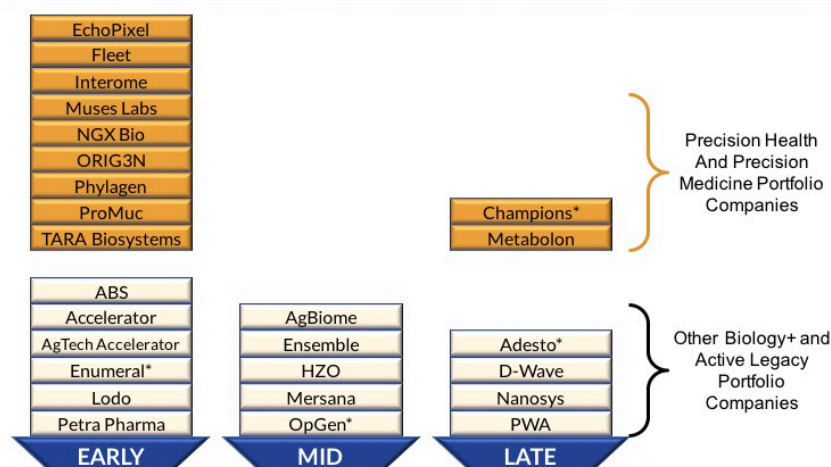 EchoPixel
Fleet
Interome
Muses Labs
NGX Bio
ORIG3N
Phylagen
ProMuc
TARA Biosystems
Champions*
Metabolon
Precision Health
And Precision
Medicine Portfolio
Companies
ABS
Accelerator
AgTech Accelerator
Enumeral*
Lodo
Petra Pharma
AgBiome
Ensemble
HZO
Mersana
OpGen*
Adesto*
D-Wave
Nanosys
PWA
Other Biology+ and
Active Legacy
Portfolio
Companies
EARLY
MID
LATE